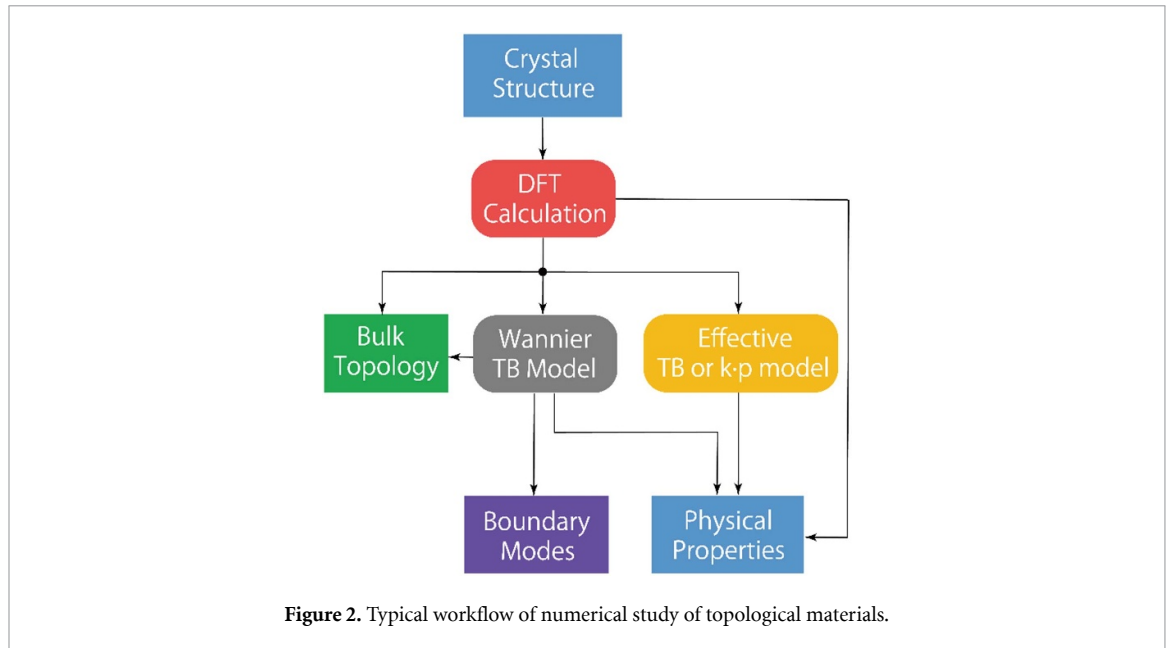 Crystal
Structure
DFT
Calculation
Bulk
Topology
Wannier
TB Model
Effective
TB or k·p model
Boundary
Modes
Physical
Properties
Figure 2. Typical workflow of numerical study of topological materials.